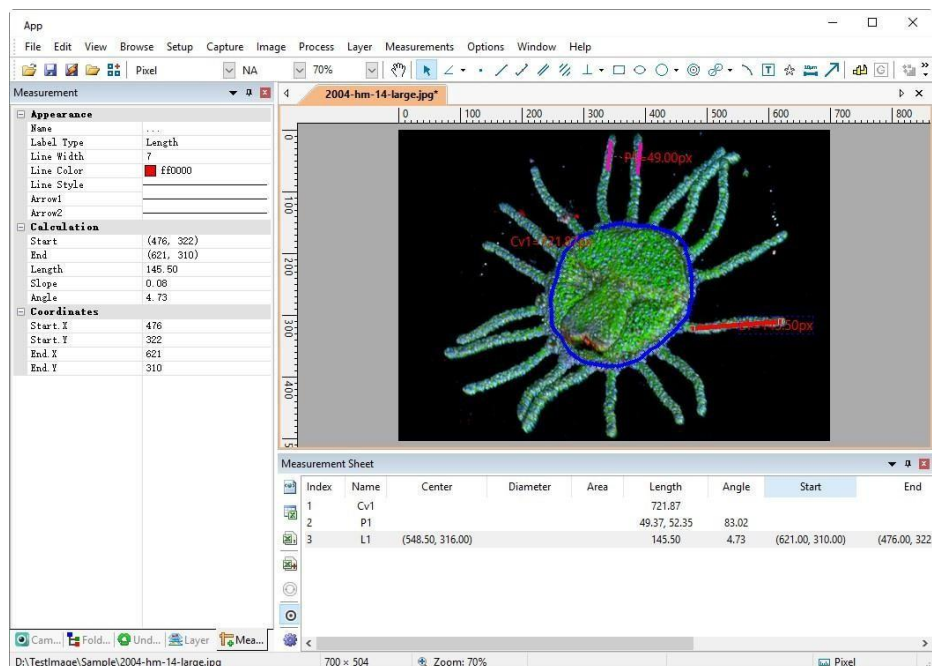 App
File Edit View Browse Setup Capture Image Process Layer Measurements Options Window Help
Pixel NA 70% T G
Measurement
2004-hm-14-large.jpg*
0 100 200 300 400 500 600 700 800
0
100
200
300
400
Appearance
Name ...
Label Type Length
Line Width 7
Line Color ff0000
Line Style
Arrow1
Arrow2
Calculation
Start (476, 322)
End (621, 310)
Length 145.50
Slope 0.08
Angle 4.73
Coordinates
Start.X 476
Start.Y 322
End.X 621
End.Y 310
Measurement Sheet
Index Name Center Diameter Area Length Angle Start End
1 Cv1 721.87
2 P1 49.37, 52.35 83.02
3 L1 (548.50, 316.00) 145.50 4.73 (621.00, 310.00) (476.00, 322
Cam... Fold... Und... Layer Mea...
D:\TestImage\Sample\2004-hm-14-large.jpg 700 × 504 Zoom: 70% Pixel